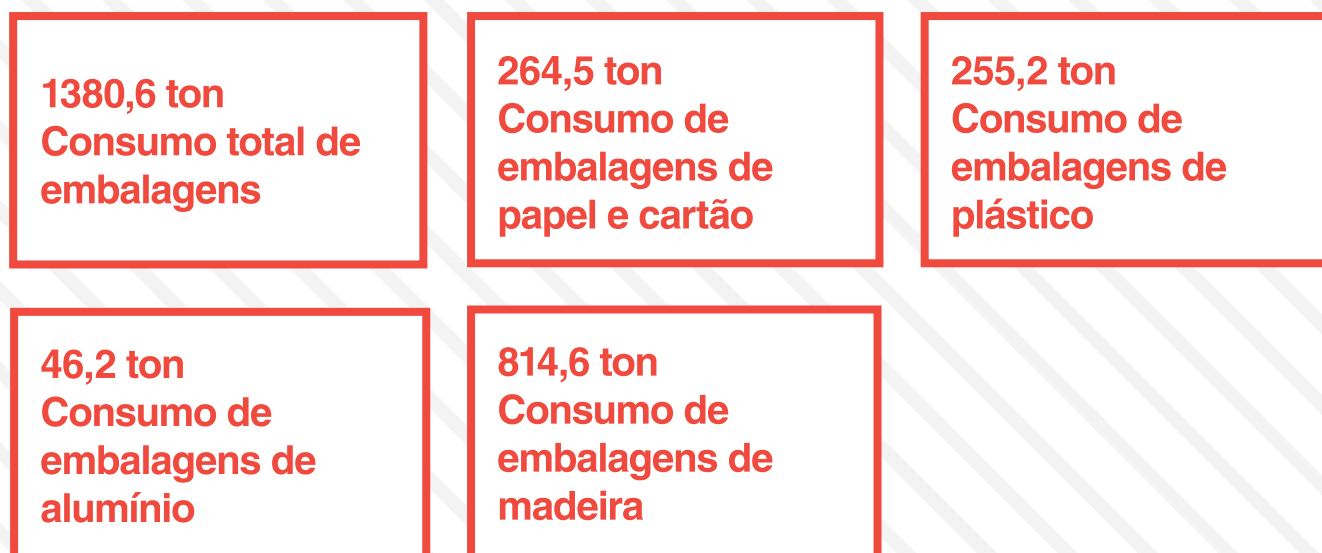 1380,6 ton
Consumo total de
embalagens
264,5 ton
Consumo de
embalagens de
papel e cartão
255,2 ton
Consumo de
embalagens de
plástico
46,2 ton
Consumo de
embalagens de
alumínio
814,6 ton
Consumo de
embalagens de
madeira